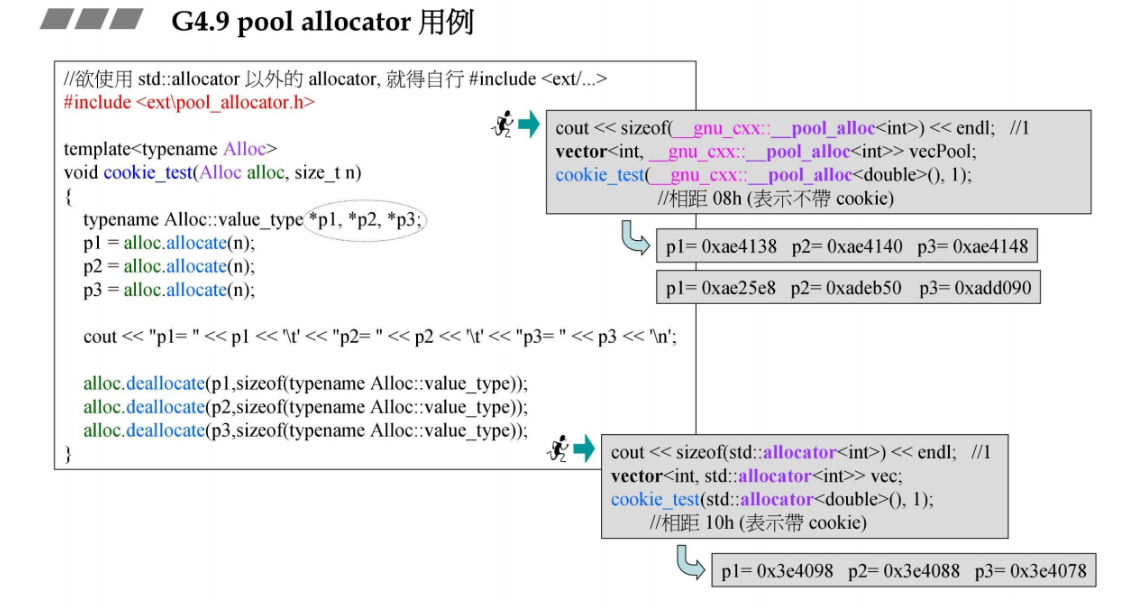 G4.9 pool allocator 用例
//欲使用 std::allocator 以外的 allocator, 就得自行 #include <ext/...>
#include <ext\pool_allocator.h>
template<typename Alloc>
void cookie_test(Alloc alloc, size_t n)
{
typename Alloc::value_type *p1, *p2, *p3;
p1 = alloc.allocate(n);
p2 = alloc.allocate(n);
p3 = alloc.allocate(n);
cout << "p1= " << p1 << '\t' << "p2= " << p2 << '\t' << "p3= " << p3 << '\n';
alloc.deallocate(p1,sizeof(typename Alloc::value_type));
alloc.deallocate(p2,sizeof(typename Alloc::value_type));
alloc.deallocate(p3,sizeof(typename Alloc::value_type));
}
cout << sizeof(__gnu_cxx::__pool_alloc<int>) << endl; //1
vector<int, __gnu_cxx::__pool_alloc<int>> vecPool;
cookie_test(__gnu_cxx::__pool_alloc<double>(), 1);
//相距 08h (表示不帶 cookie)
p1= 0xae4138 p2= 0xae4140 p3= 0xae4148
p1= 0xae25e8 p2= 0xadeb50 p3= 0xadd090
cout << sizeof(std::allocator<int>) << endl; //1
vector<int, std::allocator<int>> vec;
cookie_test(std::allocator<double>(), 1);
//相距 10h (表示帶 cookie)
p1= 0x3e4098 p2= 0x3e4088 p3= 0x3e4078